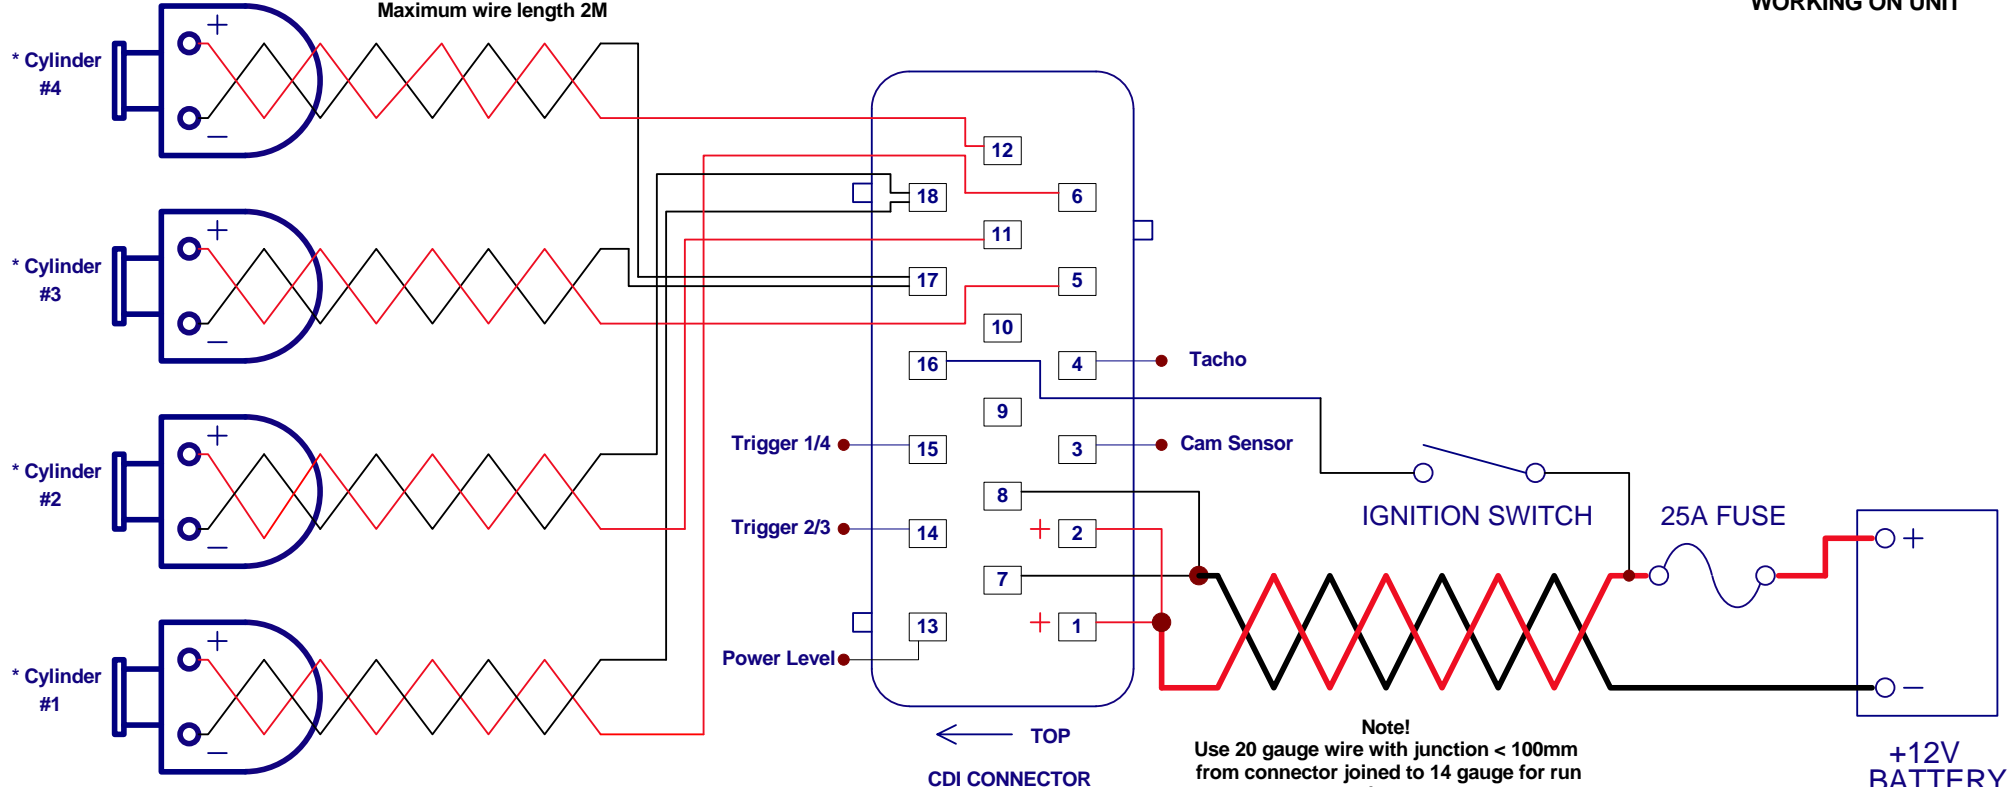 Maximum wire length 2M
WORKING ON UNIT
* Cylinder
#4
+
–
12
18
6
11
* Cylinder
#3
+
–
17
5
10
16
4
Tacho
9
Trigger 1/4
15
3
Cam Sensor
* Cylinder
#2
+
–
8
IGNITION SWITCH
25A FUSE
Trigger 2/3
14
+
2
+
7
13
+
1
Power Level
* Cylinder
#1
+
–
–
TOP
CDI CONNECTOR
Note!
Use 20 gauge wire with junction < 100mm
from connector joined to 14 gauge for run
+12V
BATTERY